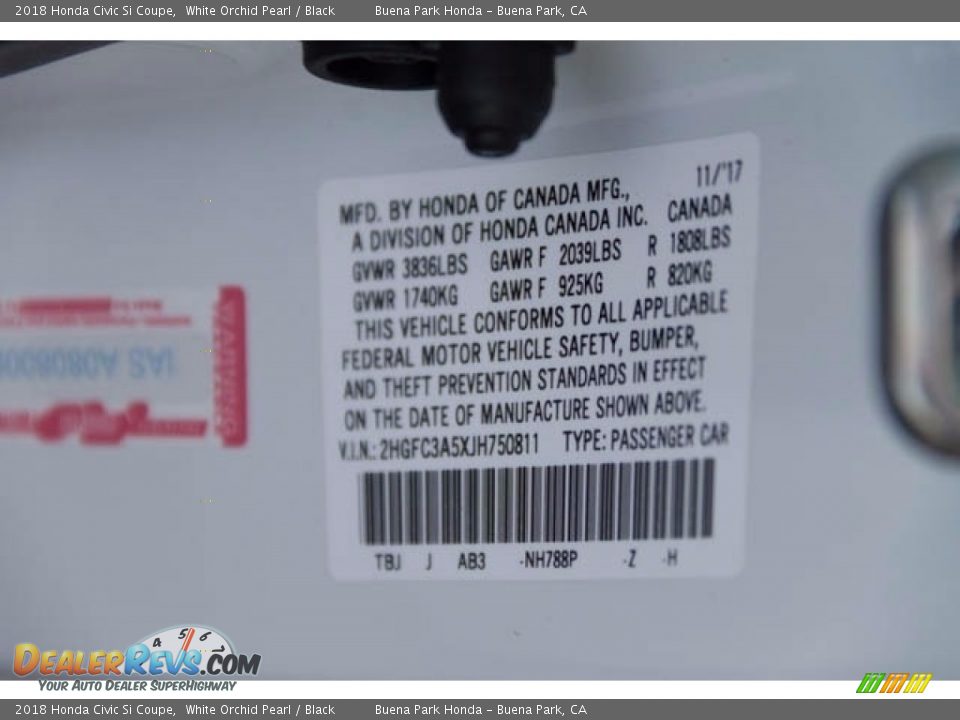 2018 Honda Civic Si Coupe, White Orchid Pearl / Black Buena Park Honda - Buena Park, CA
11/'17
MFD. BY HONDA OF CANADA MFG.,
A DIVISION OF HONDA CANADA INC. CANADA
GVWR 3836LBS GAWR F 2039LBS R 1808LBS
GVWR 1740KG GAWR F 925KG R 820KG
THIS VEHICLE CONFORMS TO ALL APPLICABLE
FEDERAL MOTOR VEHICLE SAFETY, BUMPER,
AND THEFT PREVENTION STANDARDS IN EFFECT
ON THE DATE OF MANUFACTURE SHOWN ABOVE.
V.I.N.: 2HGFC3A5XJH750811 TYPE: PASSENGER CAR
TBJ J AB3 -NH788P -Z -H
4 5 6
DEALERREVS.COM
YOUR AUTO DEALER SUPERHIGHWAY
2018 Honda Civic Si Coupe, White Orchid Pearl / Black Buena Park Honda - Buena Park, CA